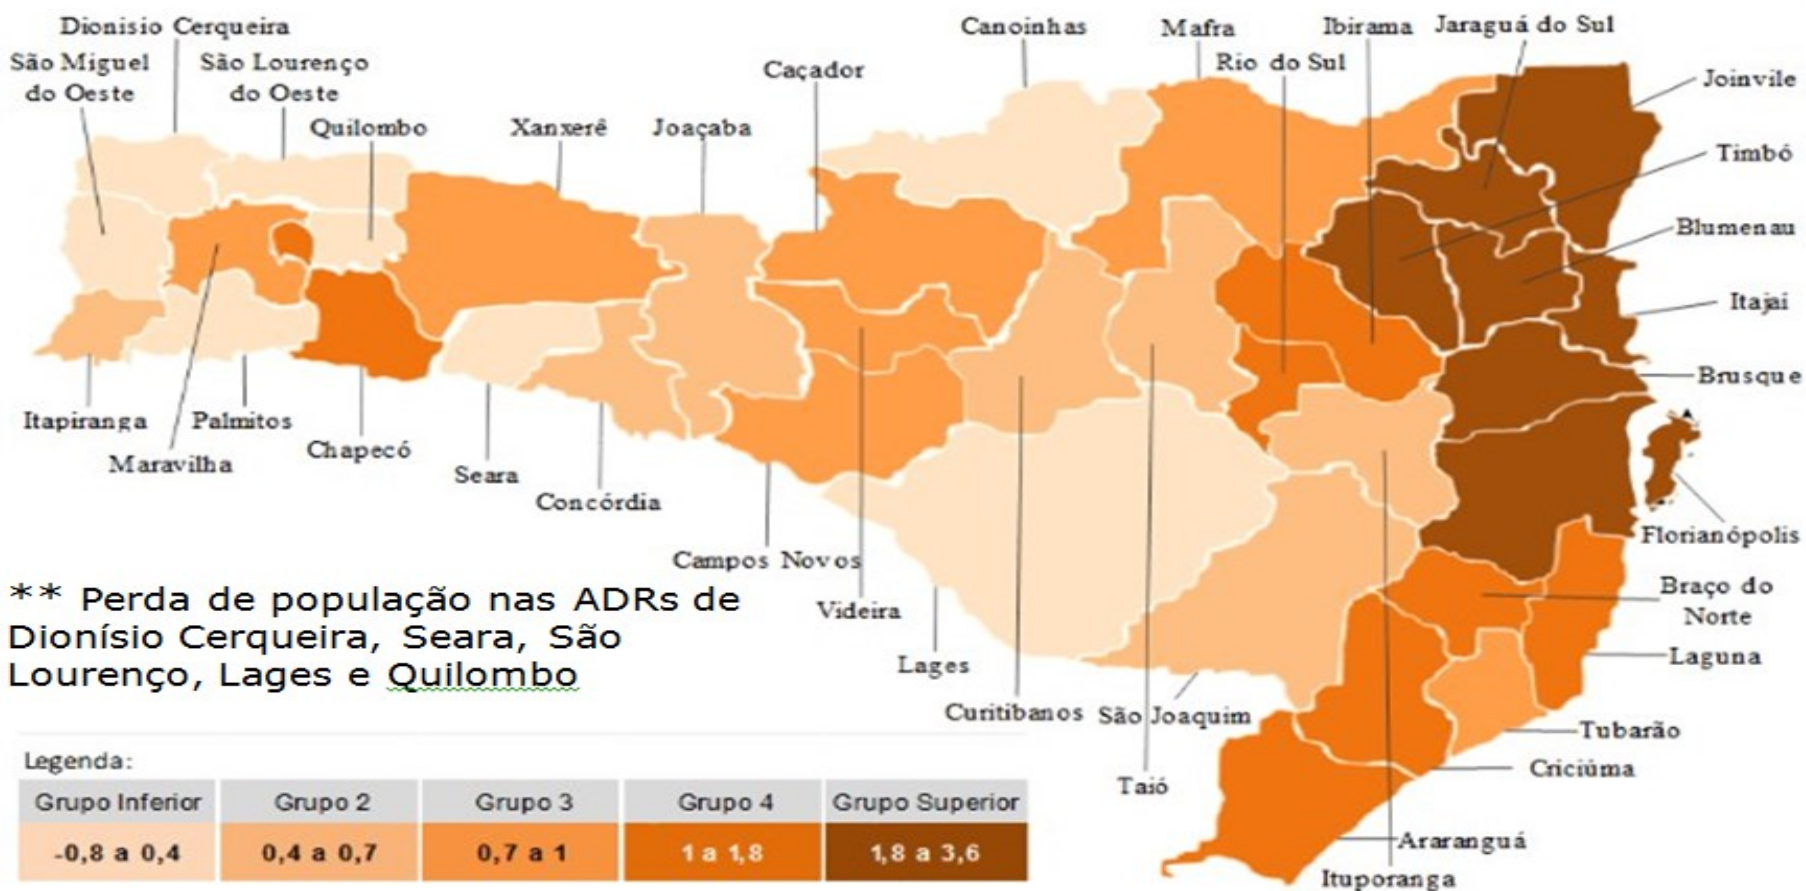 Dionisio Cerqueira
São Miguel
do Oeste
São Lourenço
do Oeste
Quilombo
Xanxerê
Joaçaba
Caçador
Canoinhas
Mafra
Rio do Sul
Ibirama
Jaraguá do Sul
Joinvile
Timbó
Blumenau
Itajai
Brusque
Florianópolis
Braço do
Norte
Laguna
Tubarão
Criciúma
Araranguá
Ituporanga
Taió
São Joaquim
Curitibanos
Lages
Videira
Campos Novos
Concórdia
Seara
Chapecó
Palmitos
Maravilha
Itapiranga
** Perda de população nas ADRs de
Dionísio Cerqueira, Seara, São
Lourenço, Lages e Quilombo
Legenda:
Grupo Inferior Grupo 2 Grupo 3 Grupo 4 Grupo Superior
-0,8 a 0,4 0,4 a 0,7 0,7 a 1 1 a 1,8 1,8 a 3,6